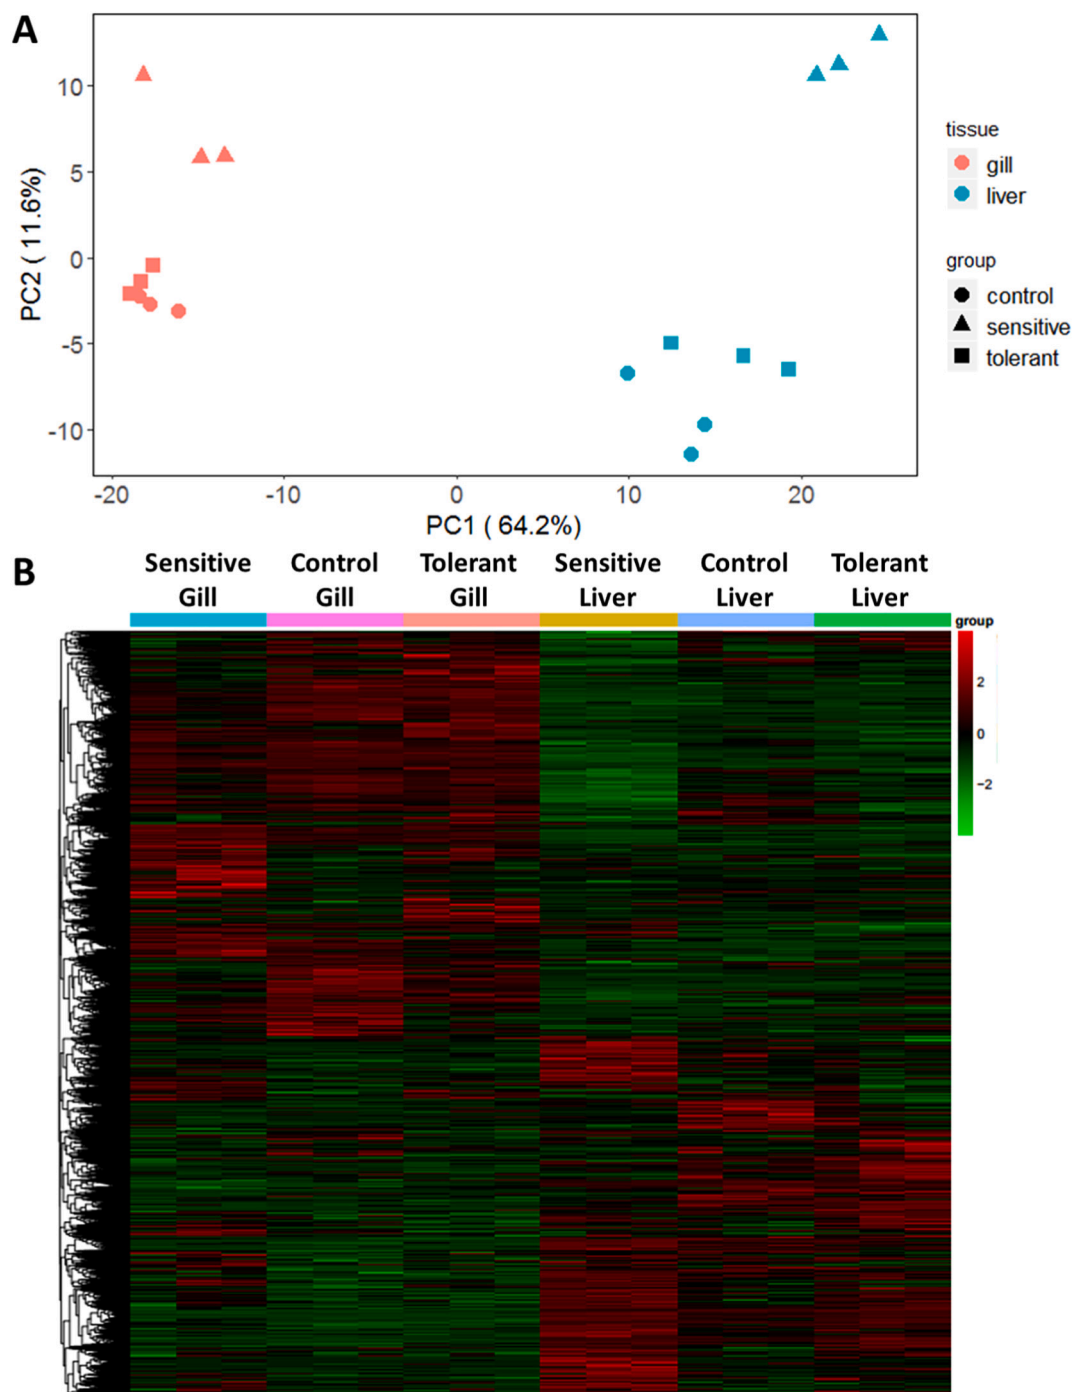 A
10
5
0
-5
-10
PC2 ( 11.6%)
-20 -10 0 10 20
PC1 ( 64.2%)
tissue
gill
liver
group
control
sensitive
tolerant
B
Sensitive Control Tolerant Sensitive Control Tolerant
Gill Gill Gill Liver Liver Liver
group
2
0
−2